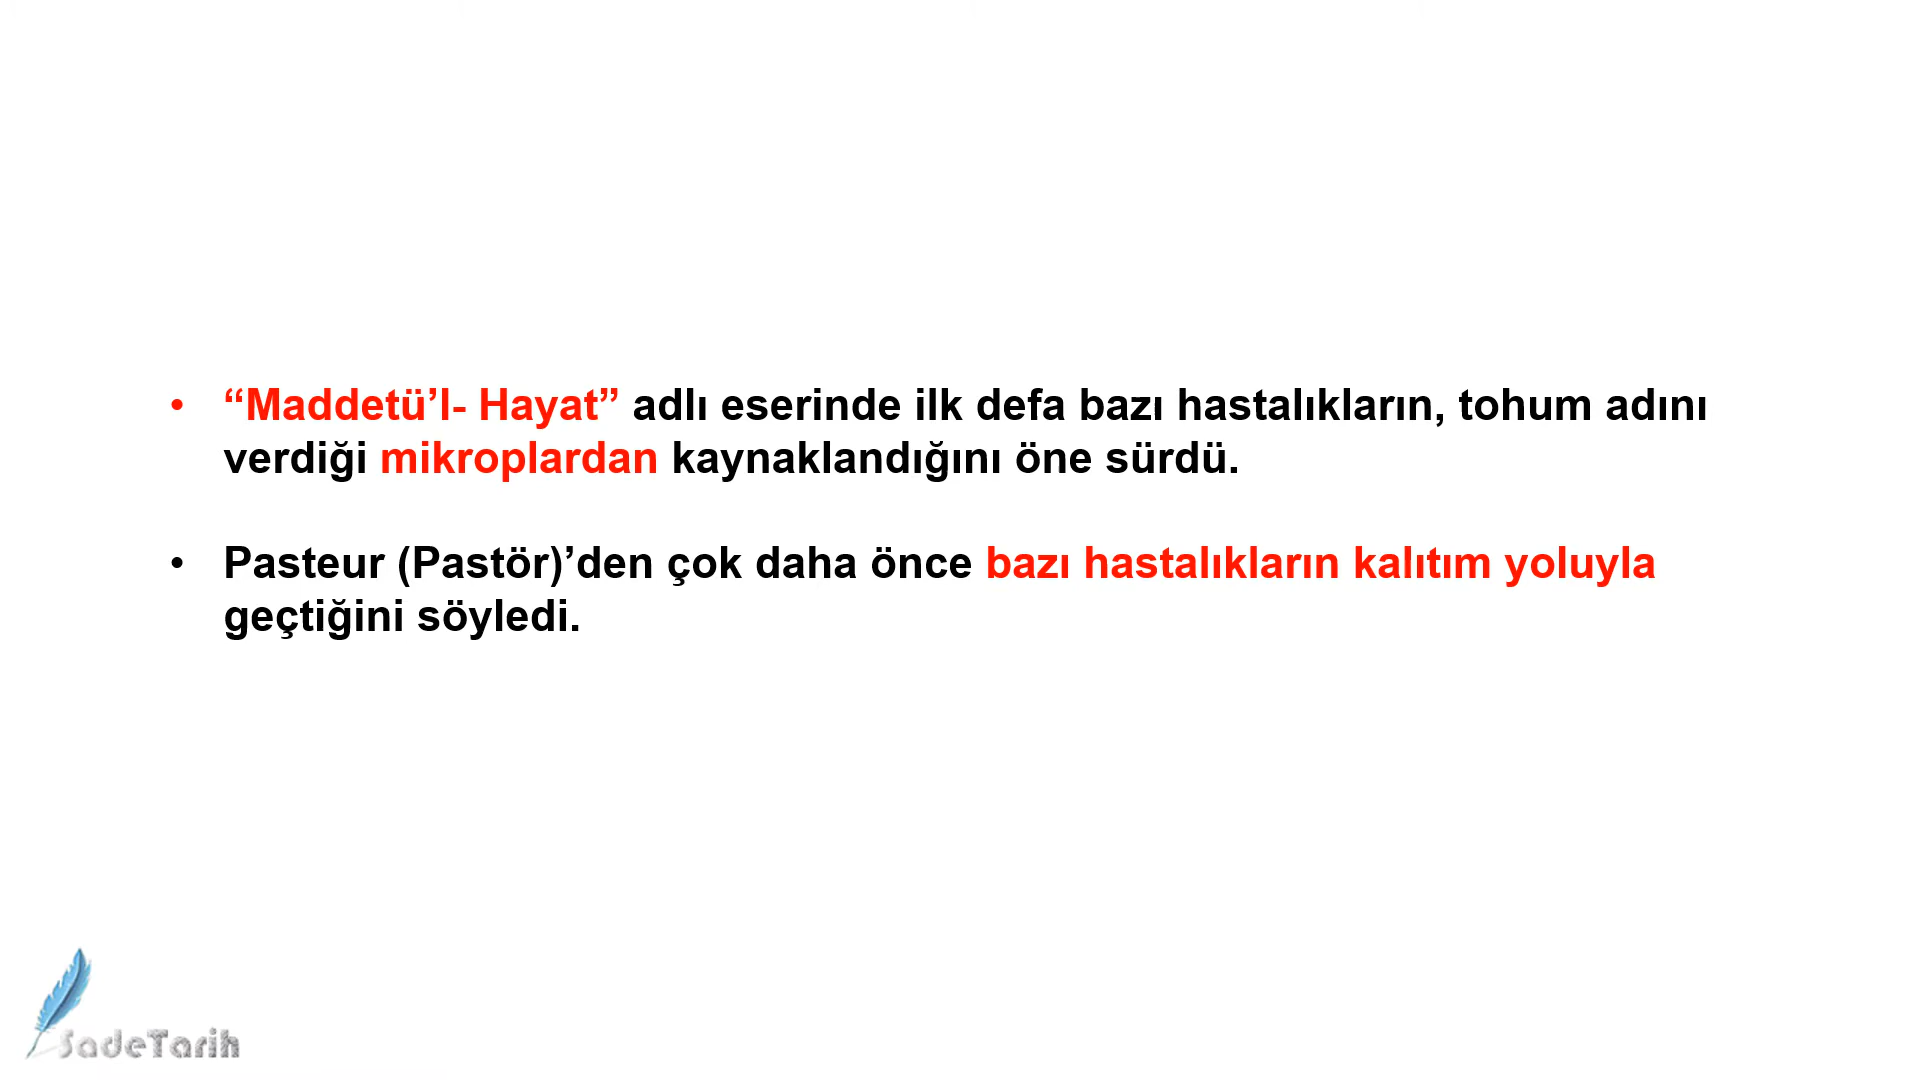 • “Maddetü’l- Hayat” adlı eserinde ilk defa bazı hastalıkların, tohum adını
verdiği mikroplardan kaynaklandığını öne sürdü.
• Pasteur (Pastör)’den çok daha önce bazı hastalıkların kalıtım yoluyla
geçtiğini söyledi.
SadeTarih